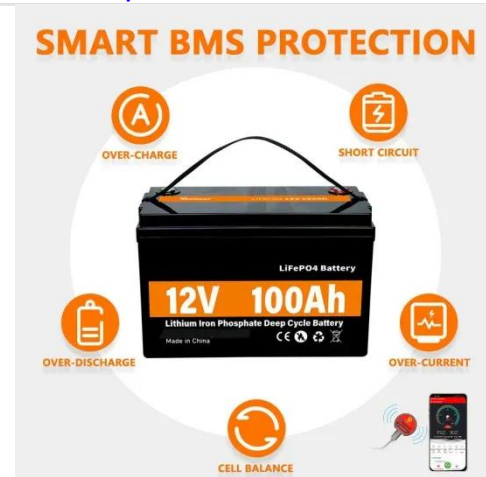 SMART BMS PROTECTION
OVER-CHARGE
SHORT CIRCUIT
LiFePO4 Battery
12V 100Ah
Lithium Iron Phosphate Deep Cycle Battery
Made in China
CE
OVER-DISCHARGE
OVER-CURRENT
CELL BALANCE